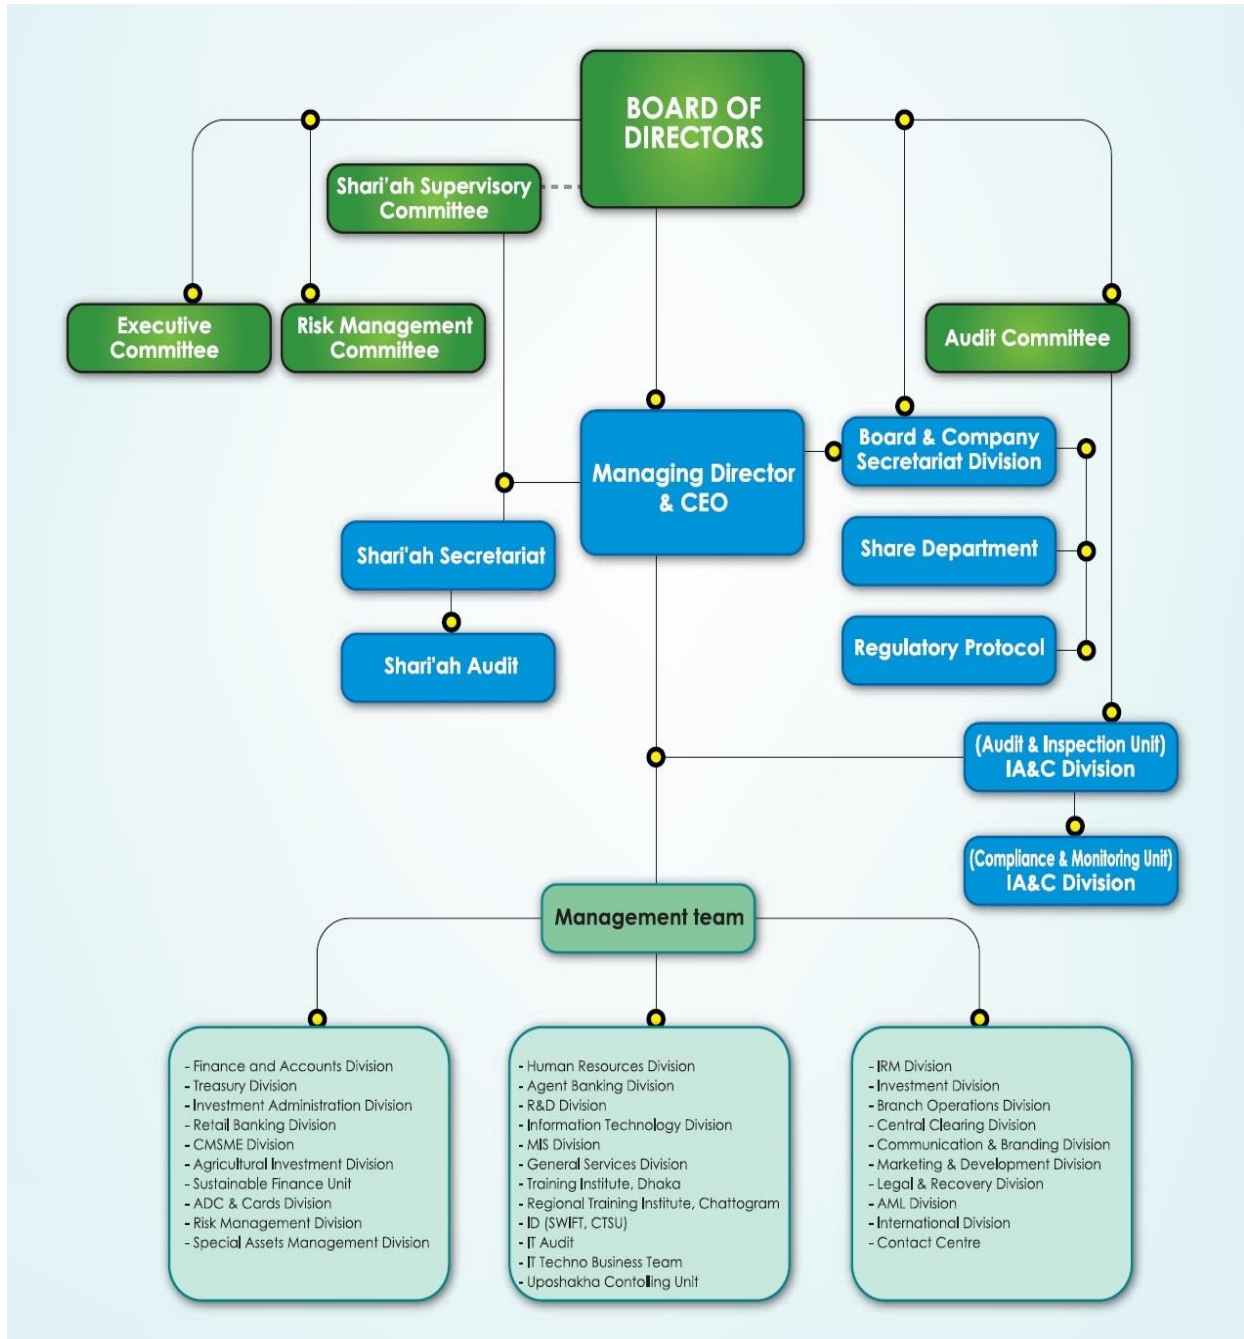 BOARD OF
DIRECTORS
Shari'ah Supervisory
Committee
Executive
Committee
Risk Management
Committee
Audit Committee
Managing Director
& CEO
Board & Company
Secretariat Division
Shari'ah Secretariat
Share Department
Shari'ah Audit
Regulatory Protocol
(Audit & Inspection Unit)
IA&C Division
(Compliance & Monitoring Unit)
IA&C Division
Management team
- Finance and Accounts Division
- Treasury Division
- Investment Administration Division
- Retail Banking Division
- CMSME Division
- Agricultural Investment Division
- Sustainable Finance Unit
- ADC & Cards Division
- Risk Management Division
- Special Assets Management Division
- Human Resources Division
- Agent Banking Division
- R&D Division
- Information Technology Division
- MIS Division
- General Services Division
- Training Institute, Dhaka
- Regional Training Institute, Chattogram
- ID (SWIFT, CTSU)
- IT Audit
- IT Techno Business Team
- Uposhakha Contolling Unit
- IRM Division
- Investment Division
- Branch Operations Division
- Central Clearing Division
- Communication & Branding Division
- Marketing & Development Division
- Legal & Recovery Division
- AML Division
- International Division
- Contact Centre